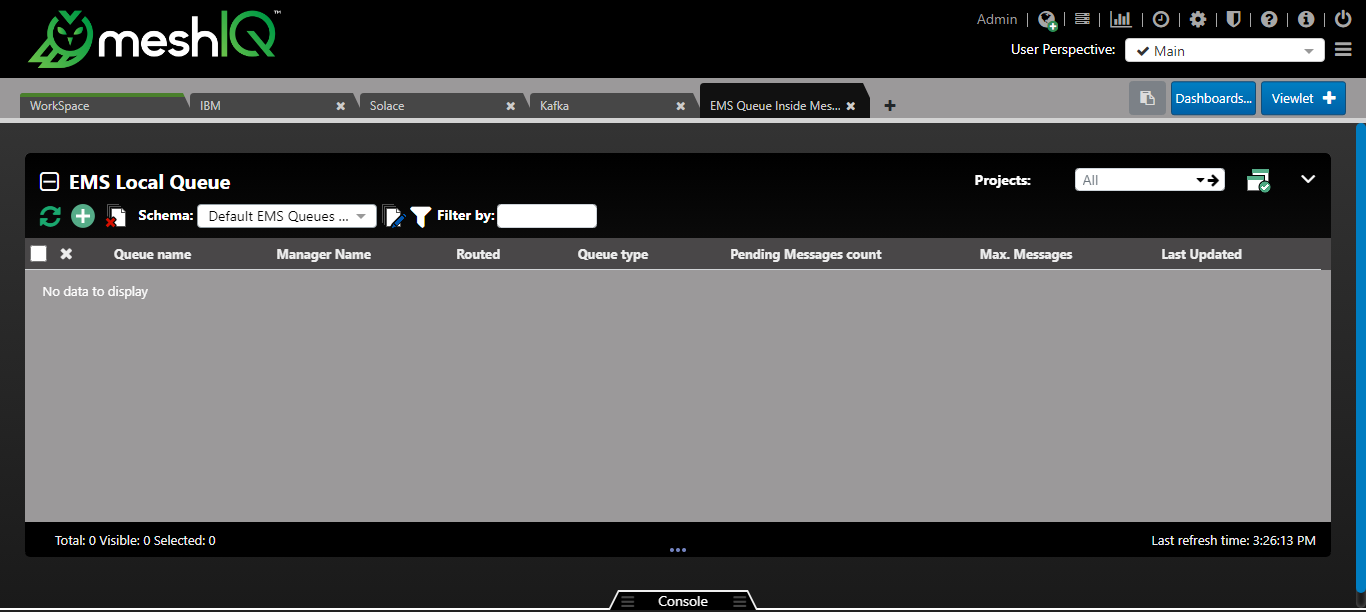 meshIQ™
Admin
User Perspective: Main
WorkSpace
IBM
Solace
Kafka
EMS Queue Inside Mes...
Dashboards...
Viewlet
EMS Local Queue
Projects: All
Schema: Default EMS Queues ... Filter by:
Queue name Manager Name Routed Queue type Pending Messages count Max. Messages Last Updated
No data to display
Total: 0 Visible: 0 Selected: 0
Last refresh time: 3:26:13 PM
Console